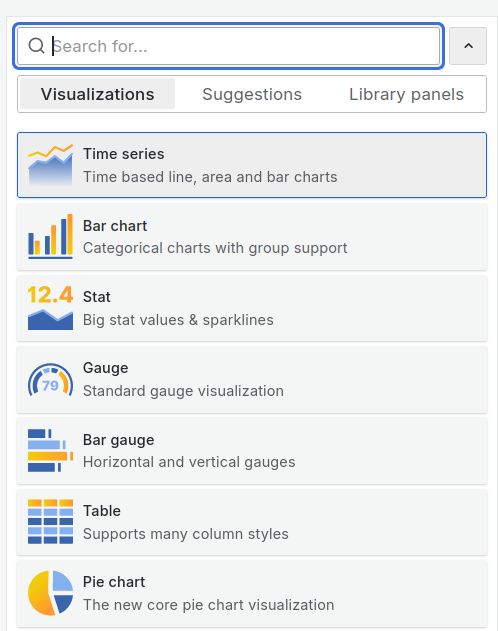 Search for...
Visualizations Suggestions Library panels
Time series
Time based line, area and bar charts
Bar chart
Categorical charts with group support
12.4
Stat
Big stat values & sparklines
Gauge
79
Standard gauge visualization
Bar gauge
Horizontal and vertical gauges
Table
Supports many column styles
Pie chart
The new core pie chart visualization